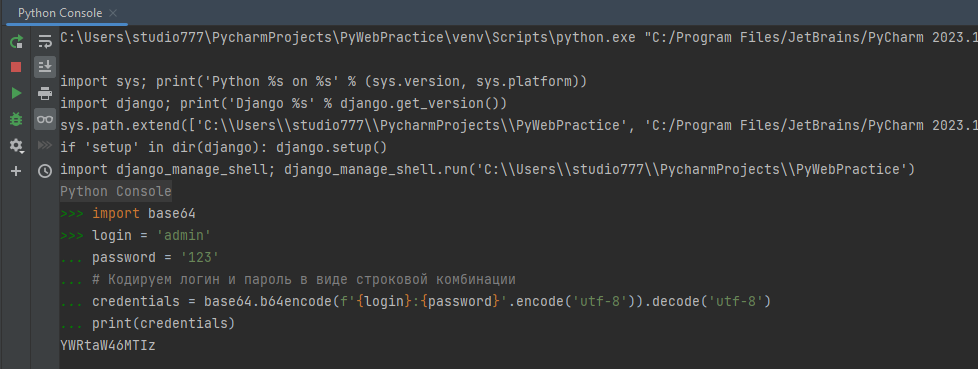 Python Console
C:\Users\studio777\PycharmProjects\PyWebPractice\venv\Scripts\python.exe "C:/Program Files/JetBrains/PyCharm 2023.1
import sys; print('Python %s on %s' % (sys.version, sys.platform))
import django; print('Django %s' % django.get_version())
sys.path.extend(['C:\\Users\\studio777\\PycharmProjects\\PyWebPractice', 'C:/Program Files/JetBrains/PyCharm 2023.1
if 'setup' in dir(django): django.setup()
import django_manage_shell; django_manage_shell.run('C:\\Users\\studio777\\PycharmProjects\\PyWebPractice')
Python Console
>>> import base64
>>> login = 'admin'
... password = '123'
... # Кодируем логин и пароль в виде строковой комбинации
... credentials = base64.b64encode(f'{login}:{password}'.encode('utf-8')).decode('utf-8')
... print(credentials)
YWRtaW46MTIz